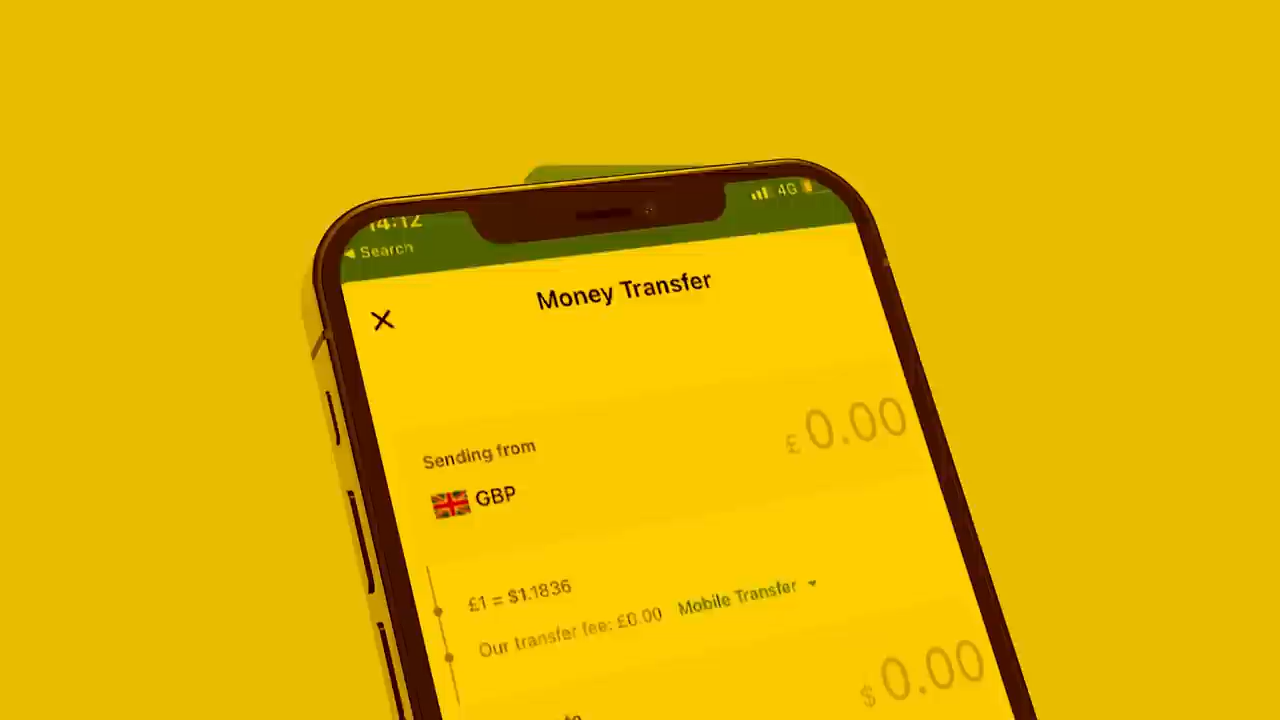 14:12
4G
◀ Search
Money Transfer
£ 0.00
Sending from
GBP
£1 = $1.1836
Our transfer fee: £0.00 Mobile Transfer
$ 0.00